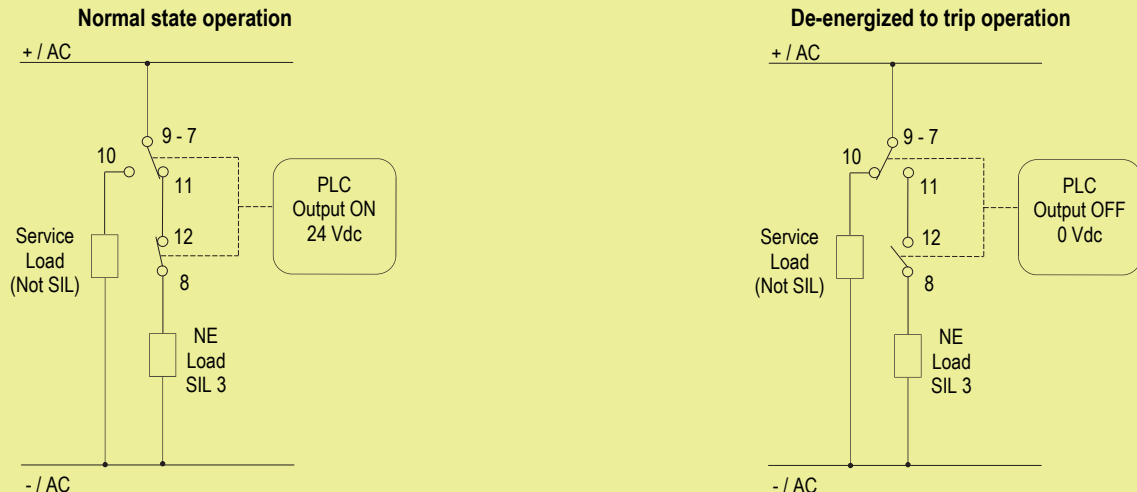 Normal state operation
+ / AC
9 - 7
10
11
PLC
Output ON
24 Vdc
12
Service
Load
(Not SIL)
8
NE
Load
SIL 3
- / AC
De-energized to trip operation
+ / AC
9 - 7
10
11
PLC
Output OFF
0 Vdc
12
Service
Load
(Not SIL)
8
NE
Load
SIL 3
- / AC